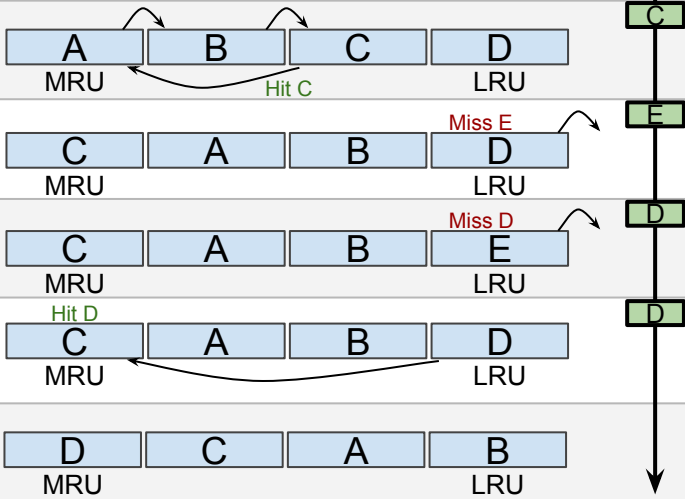 C
A B C D
MRU LRU
Hit C
E
Miss E
C A B D
MRU LRU
D
Miss D
C A B E
MRU LRU
Hit D
D
C A B D
MRU LRU
D C A B
MRU LRU